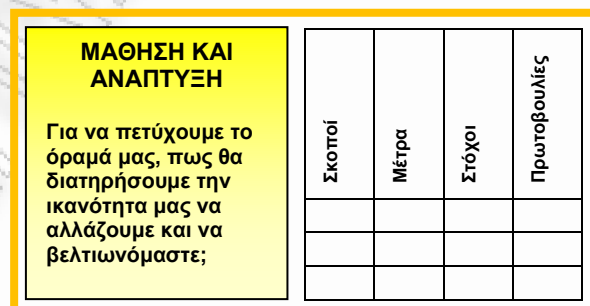 ΜΑΘΗΣΗ ΚΑΙ
ΑΝΑΠΤΥΞΗ
Για να πετύχουμε το
όραμά μας, πως θα
διατηρήσουμε την
ικανότητα μας να
αλλάζουμε και να
βελτιωνόμαστε;
Σκοποί
Μέτρα
Στόχοι
Πρωτοβουλίες